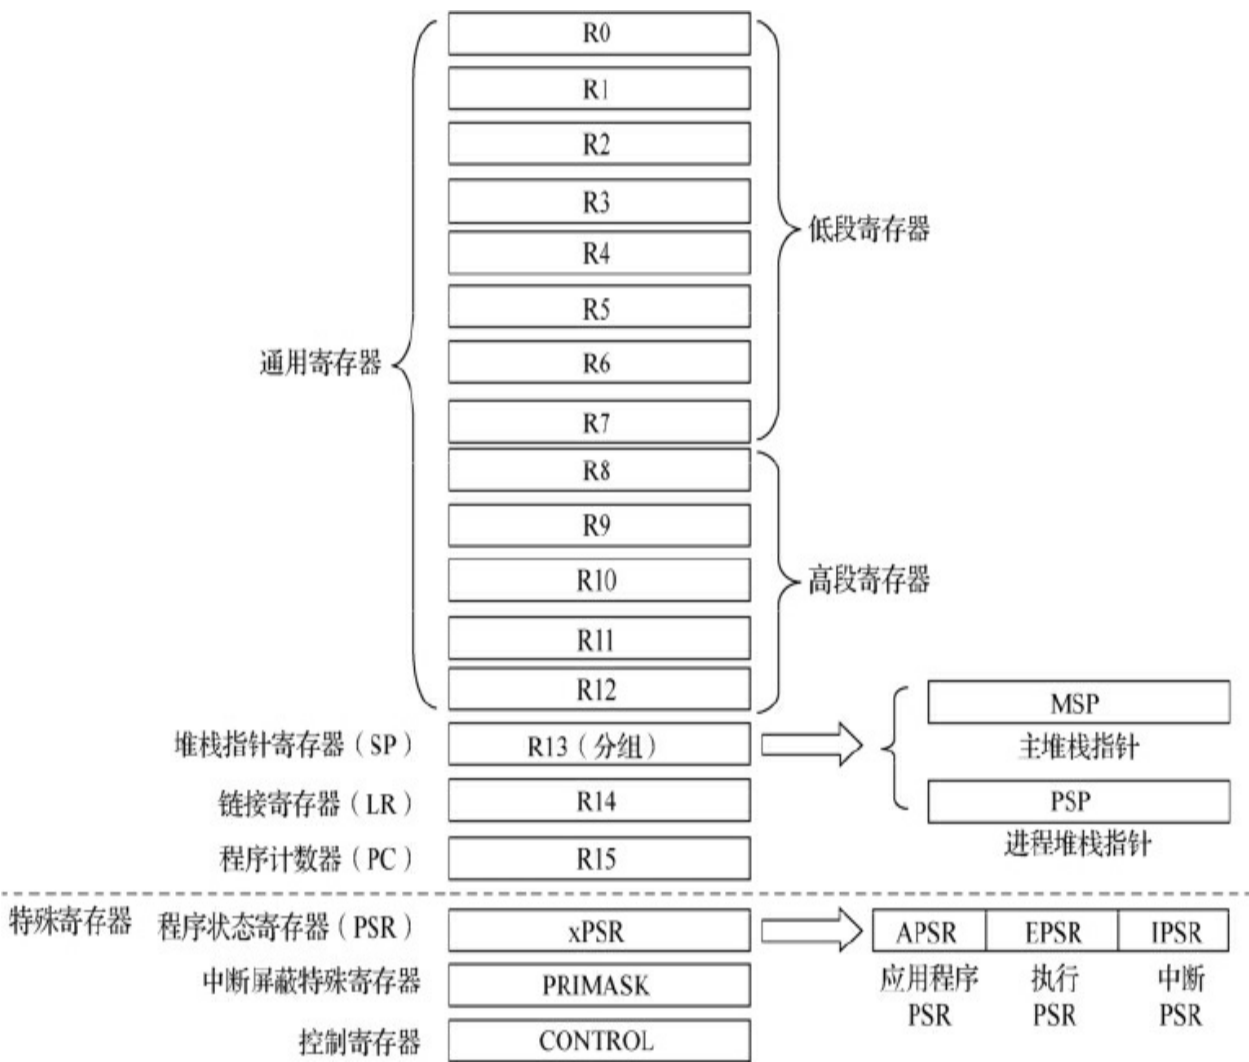 R0
R1
R2
R3
低段寄存器
R4
R5
通用寄存器
R6
R7
R8
R9
R10
高段寄存器
R11
R12
MSP
主堆栈指针
堆栈指针寄存器（SP）
R13（分组）
链接寄存器（LR）
R14
PSP
进程堆栈指针
程序计数器（PC）
R15
特殊寄存器
程序状态寄存器（PSR）
xPSR
APSR
EPSR
IPSR
应用程序
PSR
执行
PSR
中断
PSR
中断屏蔽特殊寄存器
PRIMASK
控制寄存器
CONTROL